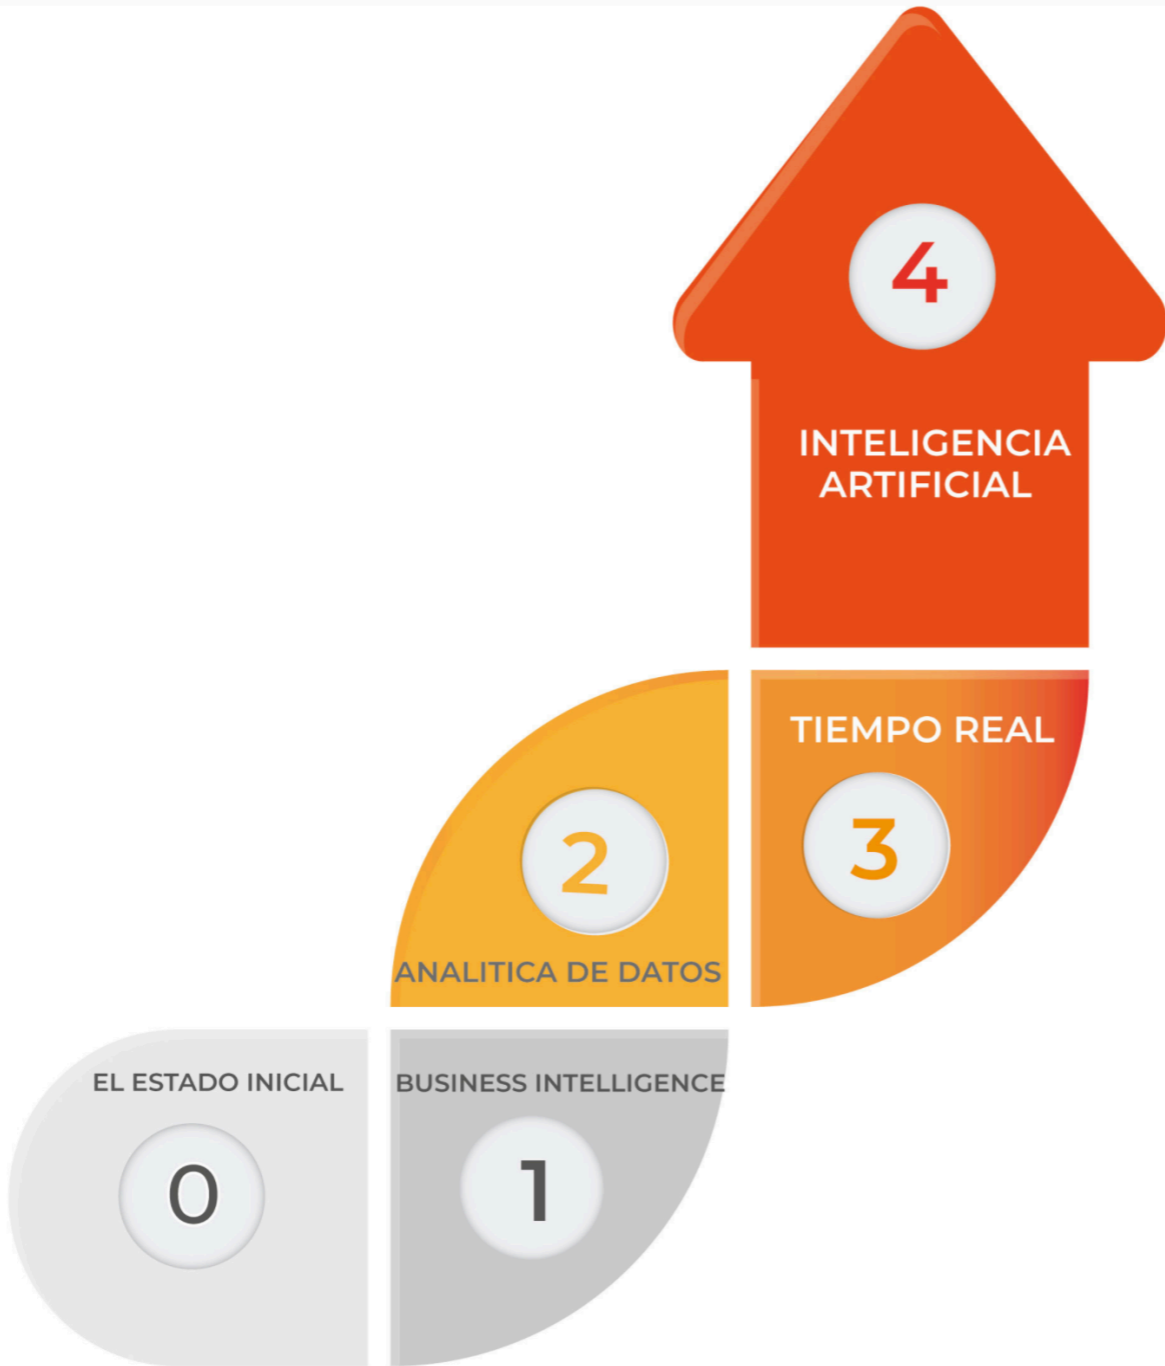 4
INTELIGENCIA
ARTIFICIAL
TIEMPO REAL
3
2
ANALITICA DE DATOS
EL ESTADO INICIAL
0
BUSINESS INTELLIGENCE
1